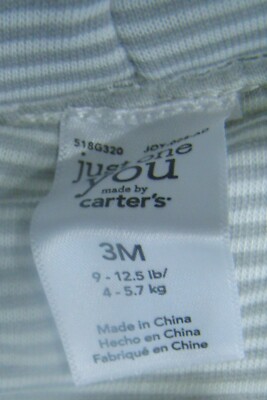 518G320
just one
you
made by
carter's
3M
9 - 12.5 lb/
4 - 5.7 kg
Made in China
Hecho en China
Fabriqué en Chine